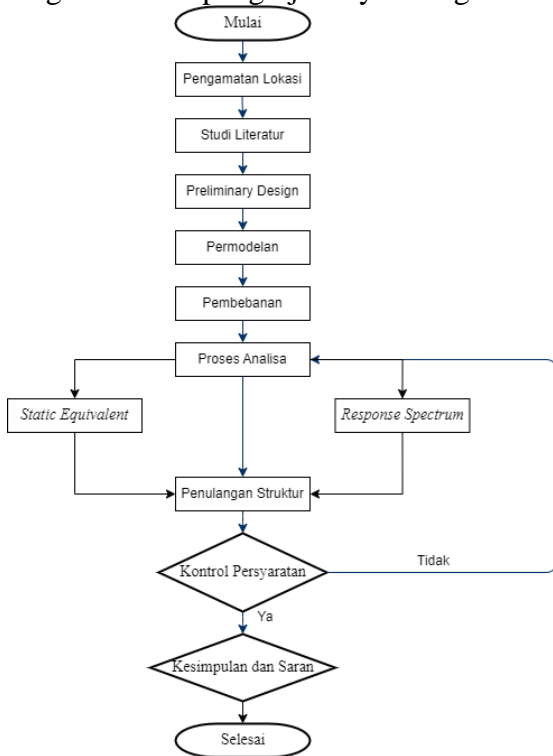 Mulai
Pengamatan Lokasi
Studi Literatur
Preliminary Design
Permodelan
Pembebanan
Proses Analisa
Static Equivalent
Response Spectrum
Penulangan Struktur
Kontrol Persyaratan
Tidak
Ya
Kesimpulan dan Saran
Selesai